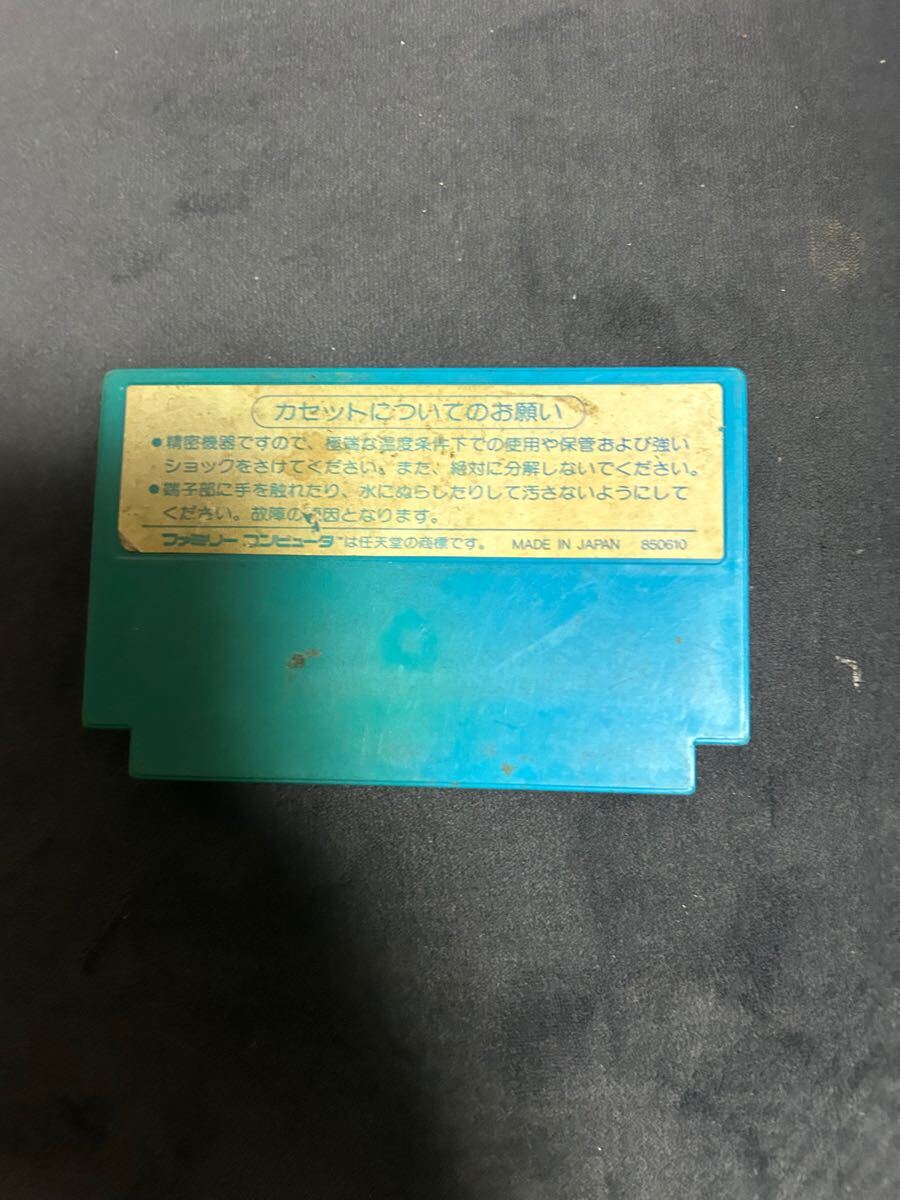 カセットについてのお願い
●精密機器ですので、極端な温度条件下での使用や保管および強い
ショックをさけてください。また、絶対に分解しないでください。
●端子部に手を触れたり、水にぬらしたりして汚さないようにして
ください。故障の原因となります。
ファミリー コンピュータ™は任天堂の商標です。 MADE IN JAPAN 850610